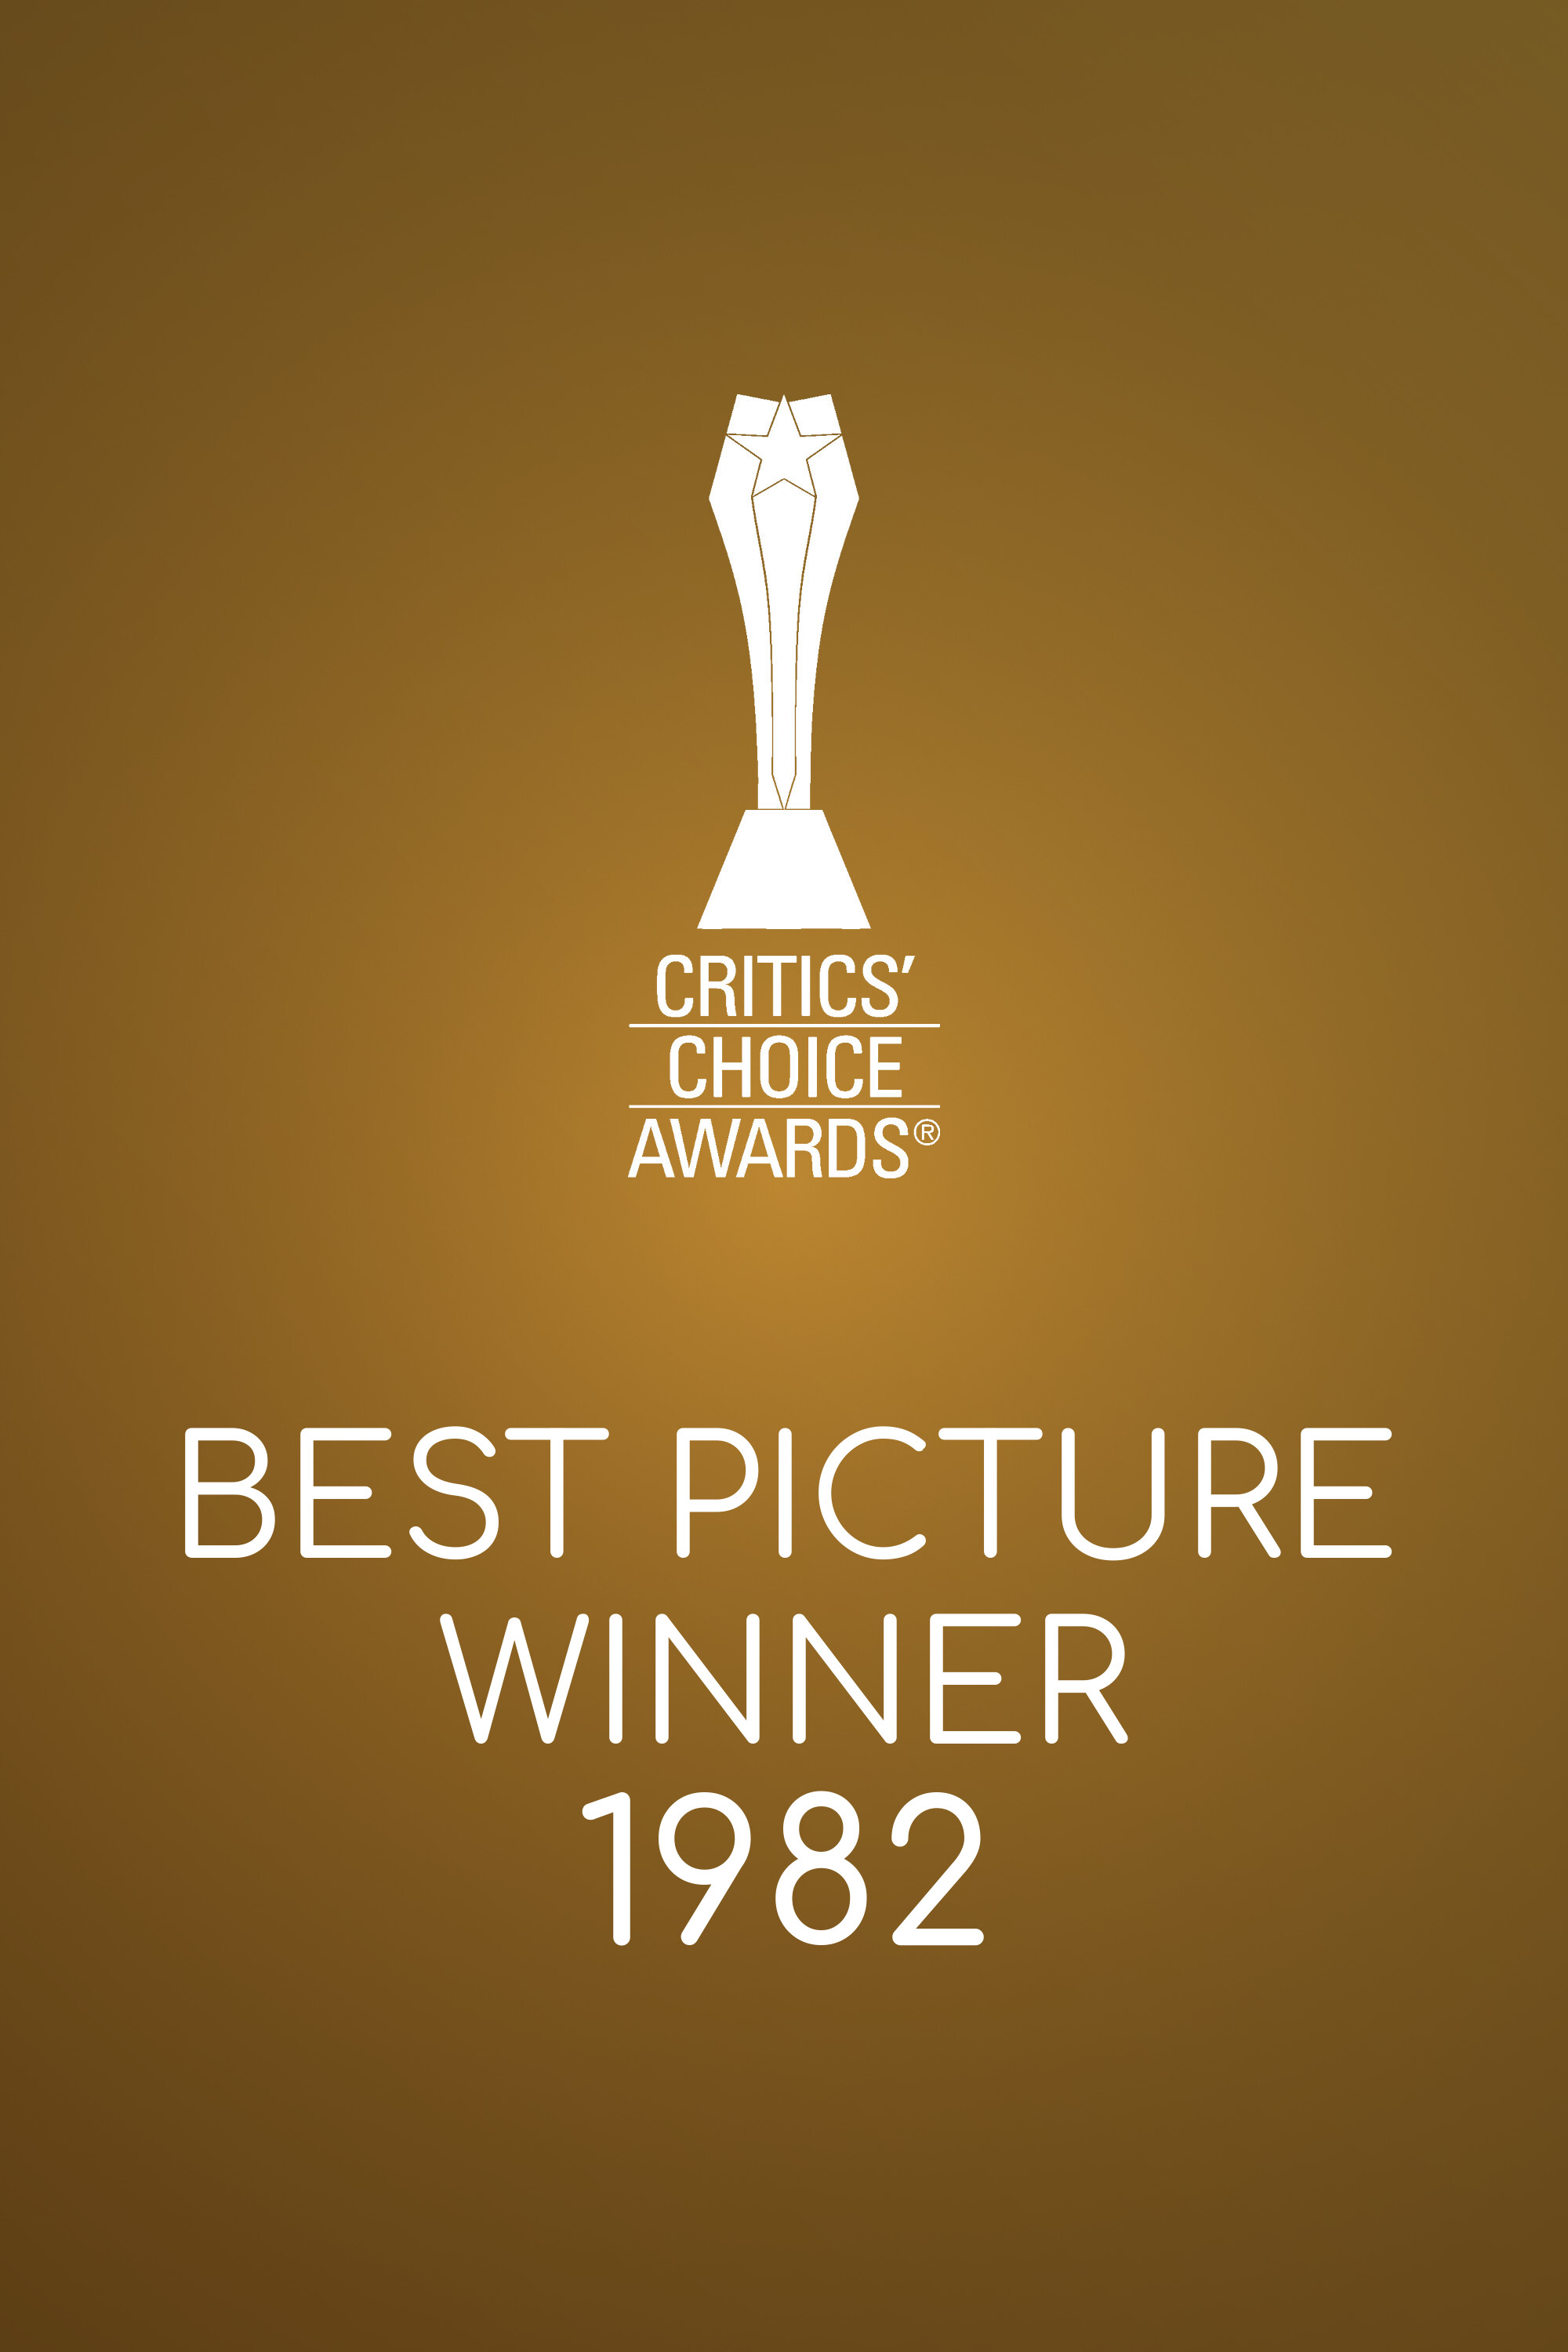 CRITICS'
CHOICE
AWARDS®
BEST PICTURE
WINNER
1982